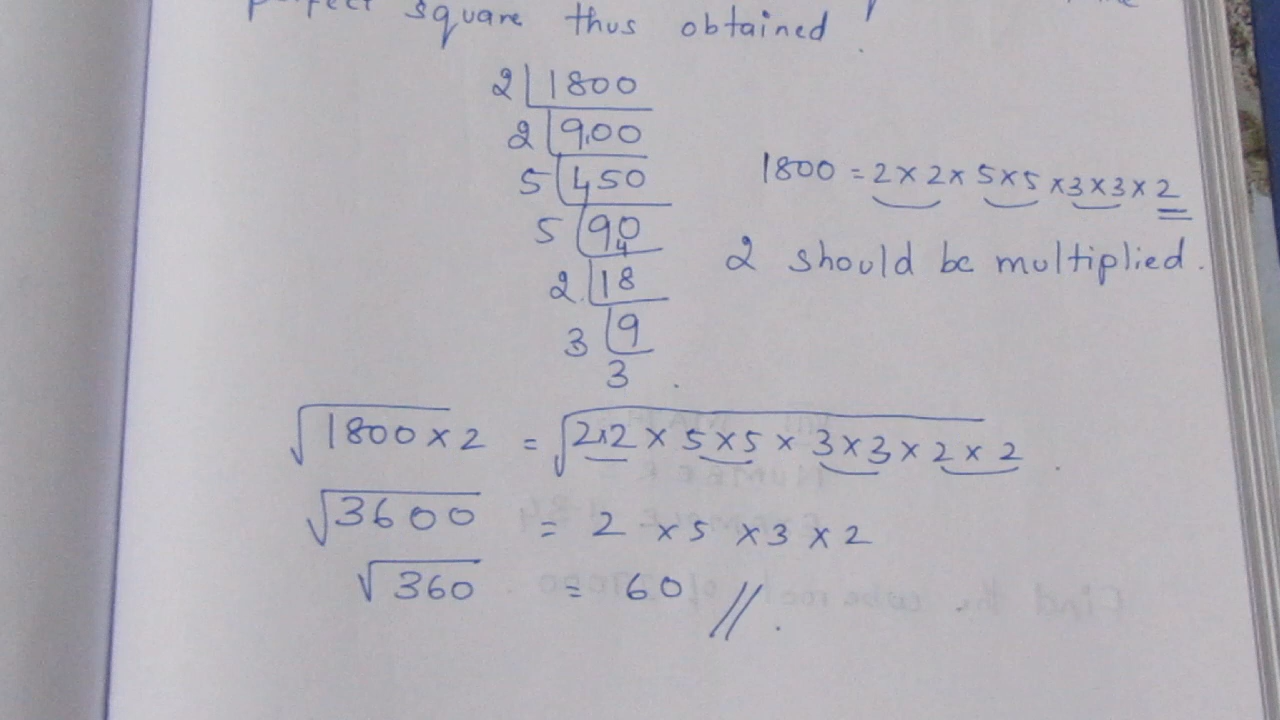 perfect square thus obtained
2 | 1800
2 | 900
5 | 450
5 | 90
2 | 18
3 | 9
3
1800 = 2 × 2 × 5 × 5 × 3 × 3 × 2
2 should be multiplied.
√1800 × 2 = √2×2 × 5 × 5 × 3 × 3 × 2 × 2
√3600 = 2 × 5 × 3 × 2
√360 = 60 //.